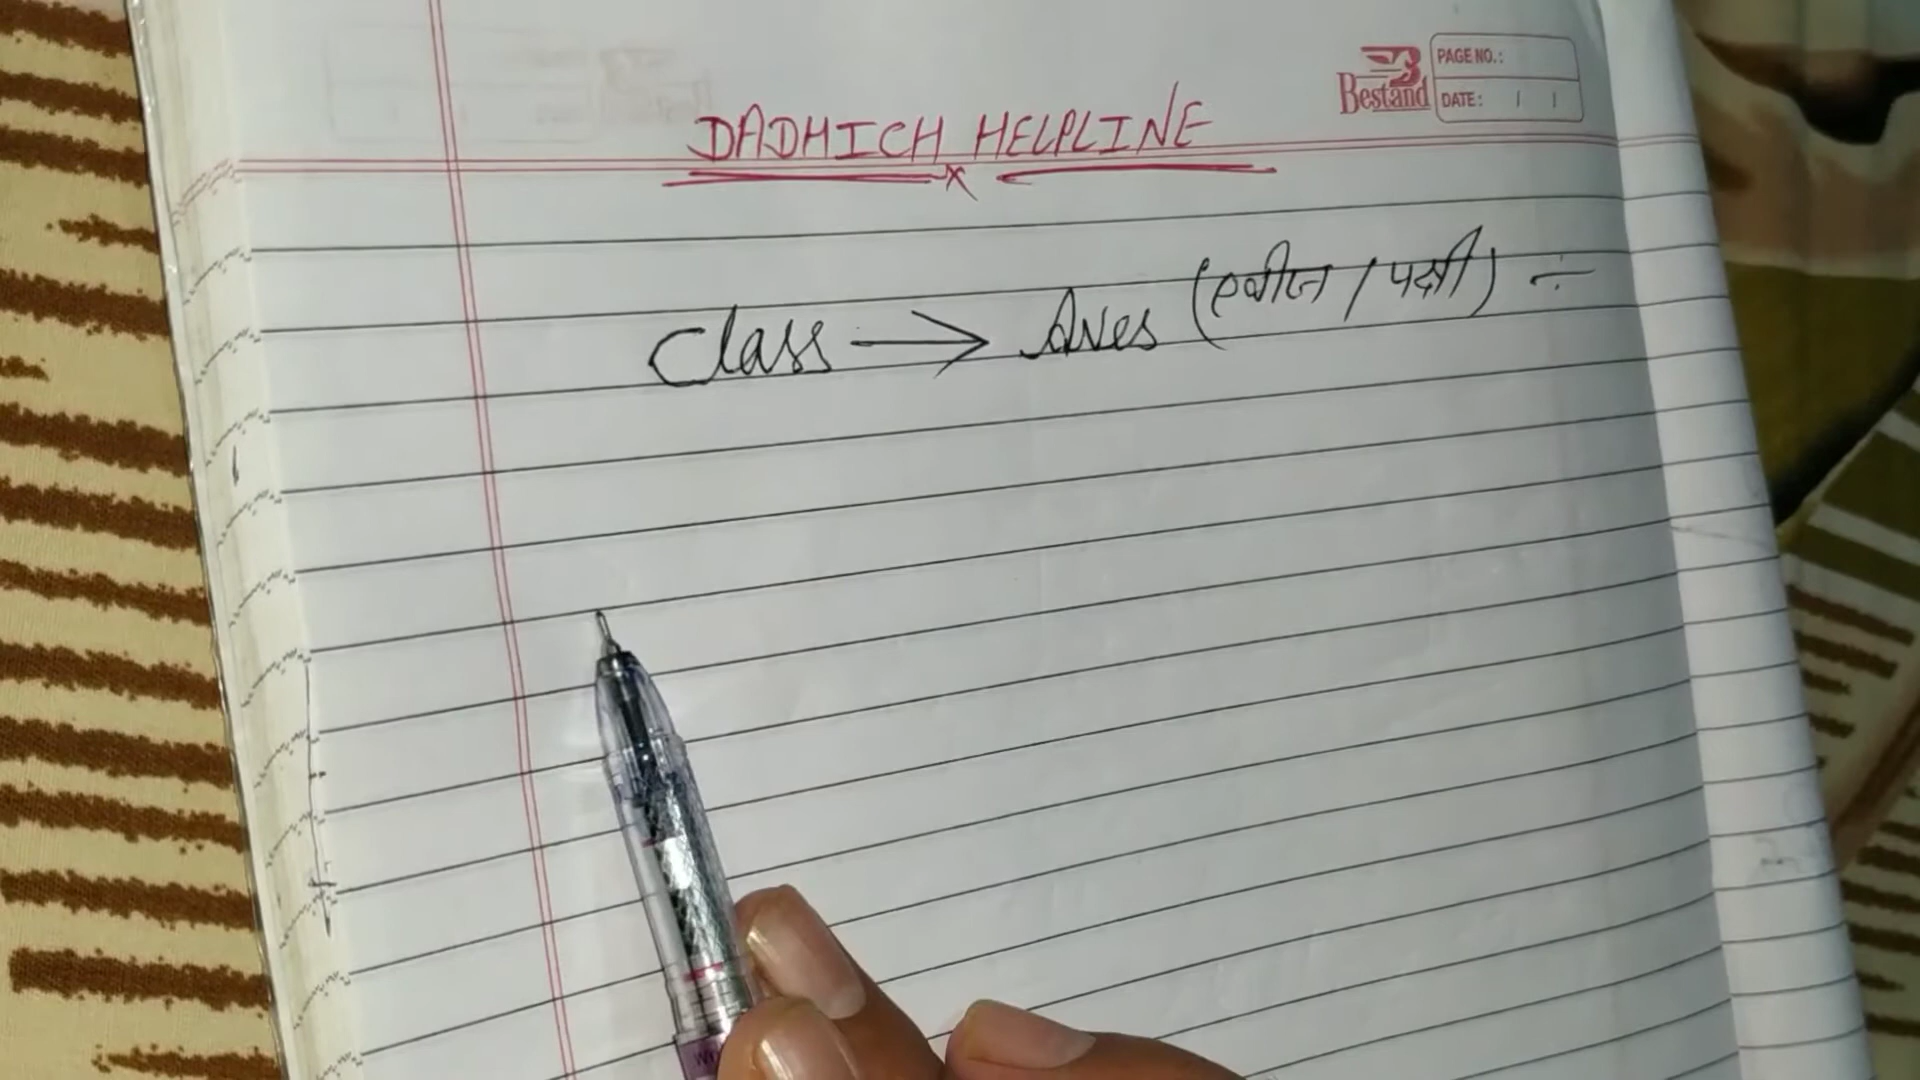 Bestand
PAGE NO.:
DATE: / /
DADHICH HELPLINE
Class → Aves (एवीज / पक्षी) ÷